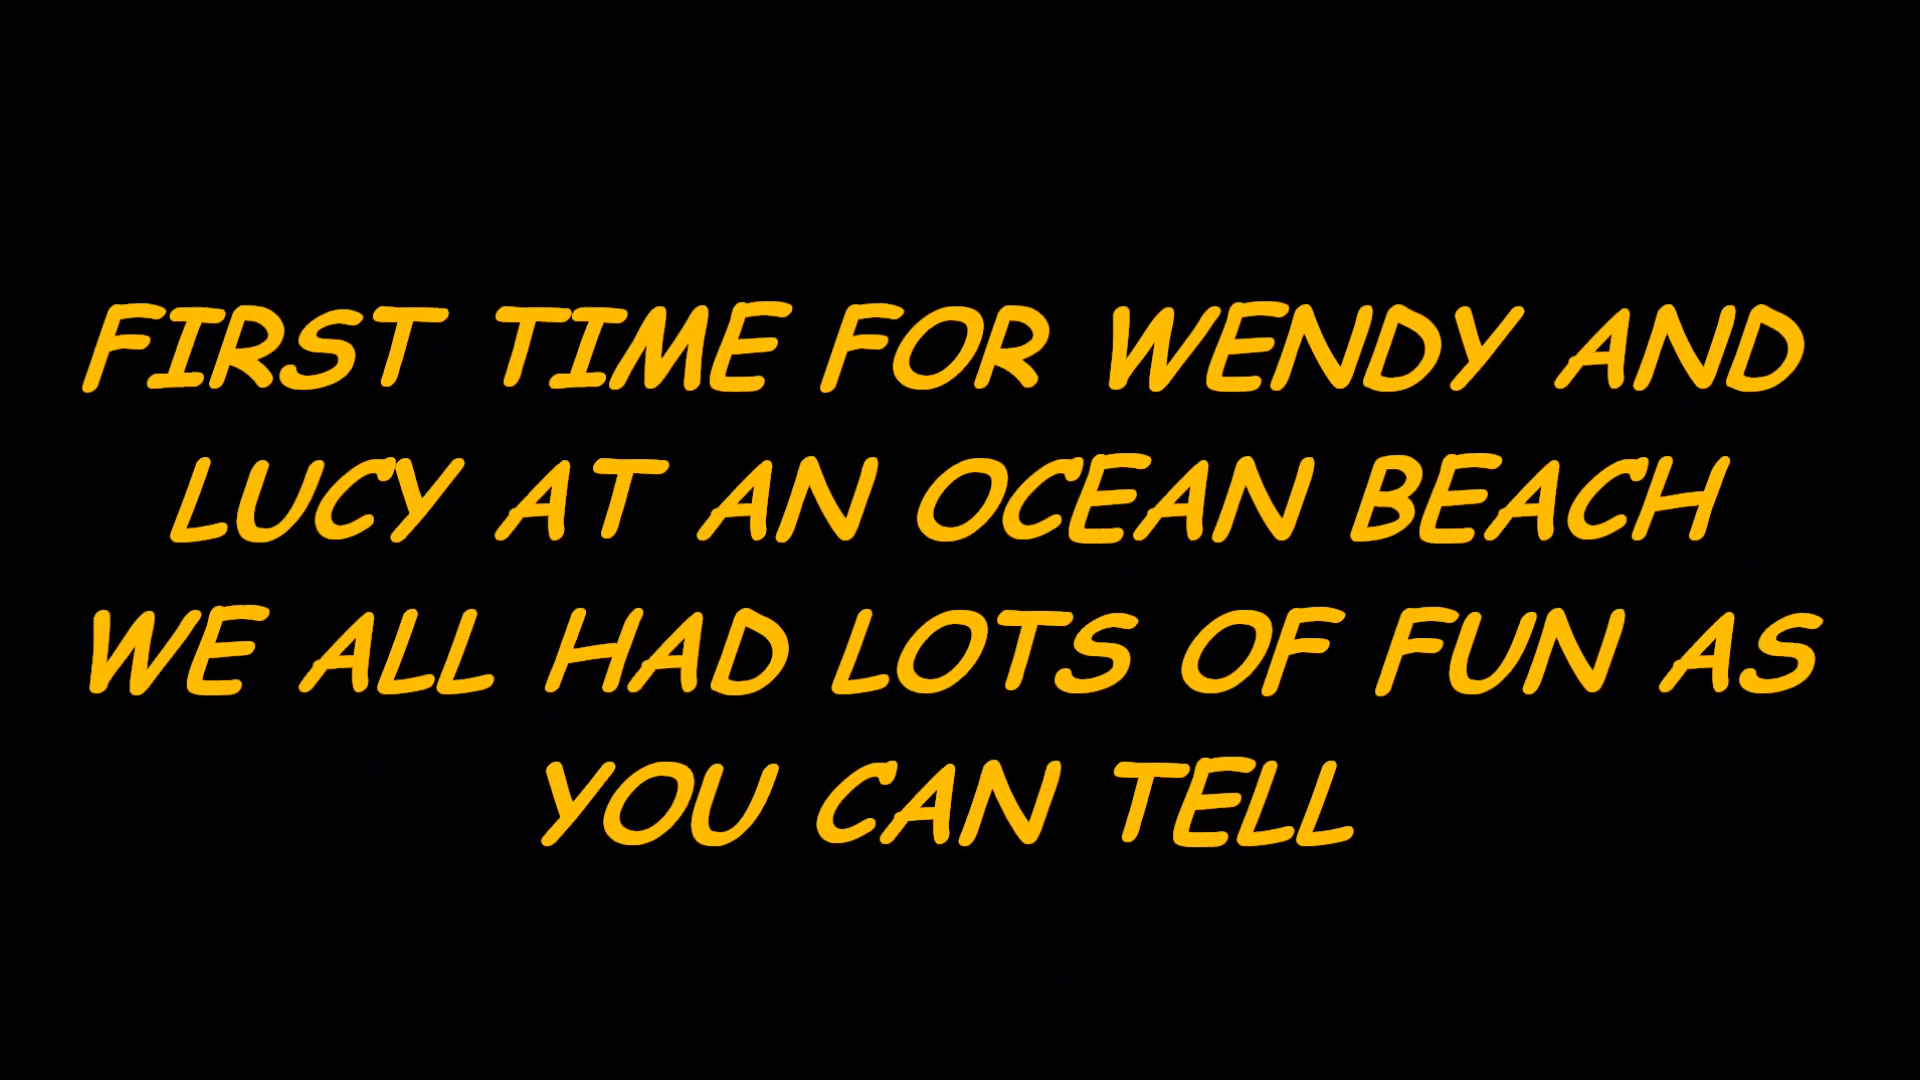 FIRST TIME FOR WENDY AND
LUCY AT AN OCEAN BEACH
WE ALL HAD LOTS OF FUN AS
YOU CAN TELL